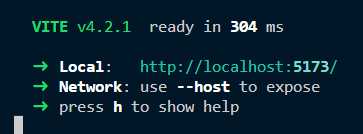 VITE v4.2.1 ready in 304 ms
➜ Local: http://localhost:5173/
➜ Network: use --host to expose
➜ press h to show help